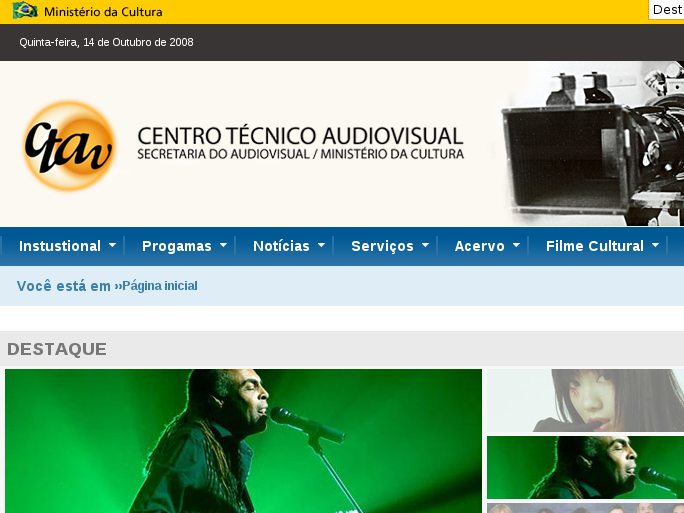 Ministério da Cultura
Dest
Quinta-feira, 14 de Outubro de 2008
ctav
CENTRO TÉCNICO AUDIOVISUAL
SECRETARIA DO AUDIOVISUAL / MINISTÉRIO DA CULTURA
Instustional Progamas Notícias Serviços Acervo Filme Cultural
Você está em ››Página inicial
DESTAQUE